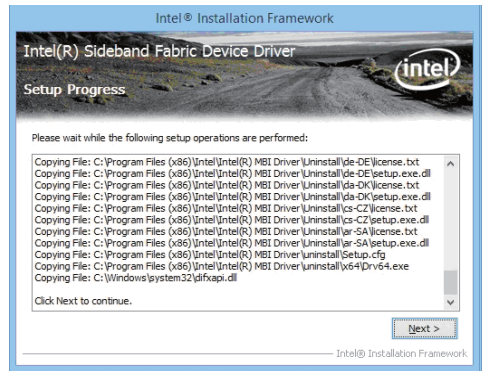 Intel® Installation Framework
Intel(R) Sideband Fabric Device Driver
intel
Setup Progress
Please wait while the following setup operations are performed:
Copying File: C:\Program Files (x86)\Intel\Intel(R) MBI Driver\Uninstall\de-DE\license.txt
Copying File: C:\Program Files (x86)\Intel\Intel(R) MBI Driver\Uninstall\de-DE\setup.exe.dll
Copying File: C:\Program Files (x86)\Intel\Intel(R) MBI Driver\Uninstall\da-DK\license.txt
Copying File: C:\Program Files (x86)\Intel\Intel(R) MBI Driver\Uninstall\da-DK\setup.exe.dll
Copying File: C:\Program Files (x86)\Intel\Intel(R) MBI Driver\Uninstall\cs-CZ\license.txt
Copying File: C:\Program Files (x86)\Intel\Intel(R) MBI Driver\Uninstall\cs-CZ\setup.exe.dll
Copying File: C:\Program Files (x86)\Intel\Intel(R) MBI Driver\Uninstall\ar-SA\license.txt
Copying File: C:\Program Files (x86)\Intel\Intel(R) MBI Driver\Uninstall\ar-SA\setup.exe.dll
Copying File: C:\Program Files (x86)\Intel\Intel(R) MBI Driver\uninstall\Setup.cfg
Copying File: C:\Program Files (x86)\Intel\Intel(R) MBI Driver\uninstall\x64\Drv64.exe
Copying File: C:\Windows\system32\difxapi.dll
Click Next to continue.
Next >
Intel® Installation Framework